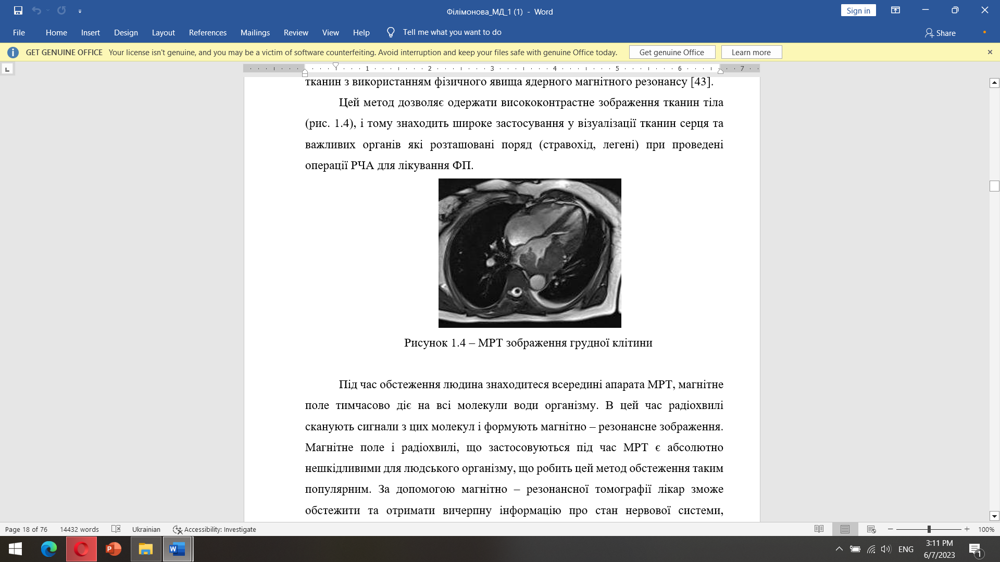 Філімонова_МД_1 (1) - Word
Sign in
File Home Insert Design Layout References Mailings Review View Help Tell me what you want to do Share
GET GENUINE OFFICE Your license isn't genuine, and you may be a victim of software counterfeiting. Avoid interruption and keep your files safe with genuine Office today. Get genuine Office Learn more
1 2 3 4 5 6 7
тканин з використанням фізичного явища ядерного магнітного резонансу [43].
Цей метод дозволяє одержати висококонтрастне зображення тканин тіла
(рис. 1.4), і тому знаходить широке застосування у візуалізації тканин серця та
важливих органів які розташовані поряд (стравохід, легені) при проведені
операції РЧА для лікування ФП.
Рисунок 1.4 – МРТ зображення грудної клітини
Під час обстеження людина знаходитеся всередині апарата МРТ, магнітне
поле тимчасово діє на всі молекули води організму. В цей час радіохвилі
сканують сигнали з цих молекул і формують магнітно – резонансне зображення.
Магнітне поле і радіохвилі, що застосовуються під час МРТ є абсолютно
нешкідливими для людського організму, що робить цей метод обстеження таким
популярним. За допомогою магнітно – резонансної томографії лікар зможе
обстежити та отримати вичерпну інформацію про стан нервової системи,
Page 18 of 76 14432 words Ukrainian Accessibility: Investigate 100%
ENG
3:11 PM
6/7/2023
1